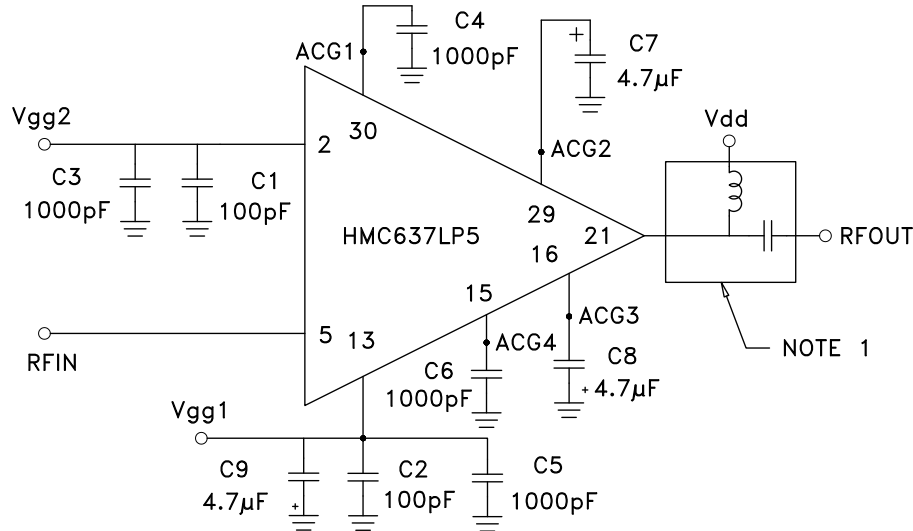 C4
1000pF
ACG1
+
C7
4.7µF
Vgg2
2
30
ACG2
Vdd
C3
1000pF
C1
100pF
29
HMC637LP5
21
RFOUT
16
15
ACG3
5
13
ACG4
NOTE 1
RFIN
C6
1000pF
C8
+
4.7µF
Vgg1
C9
4.7µF
+
C2
100pF
C5
1000pF